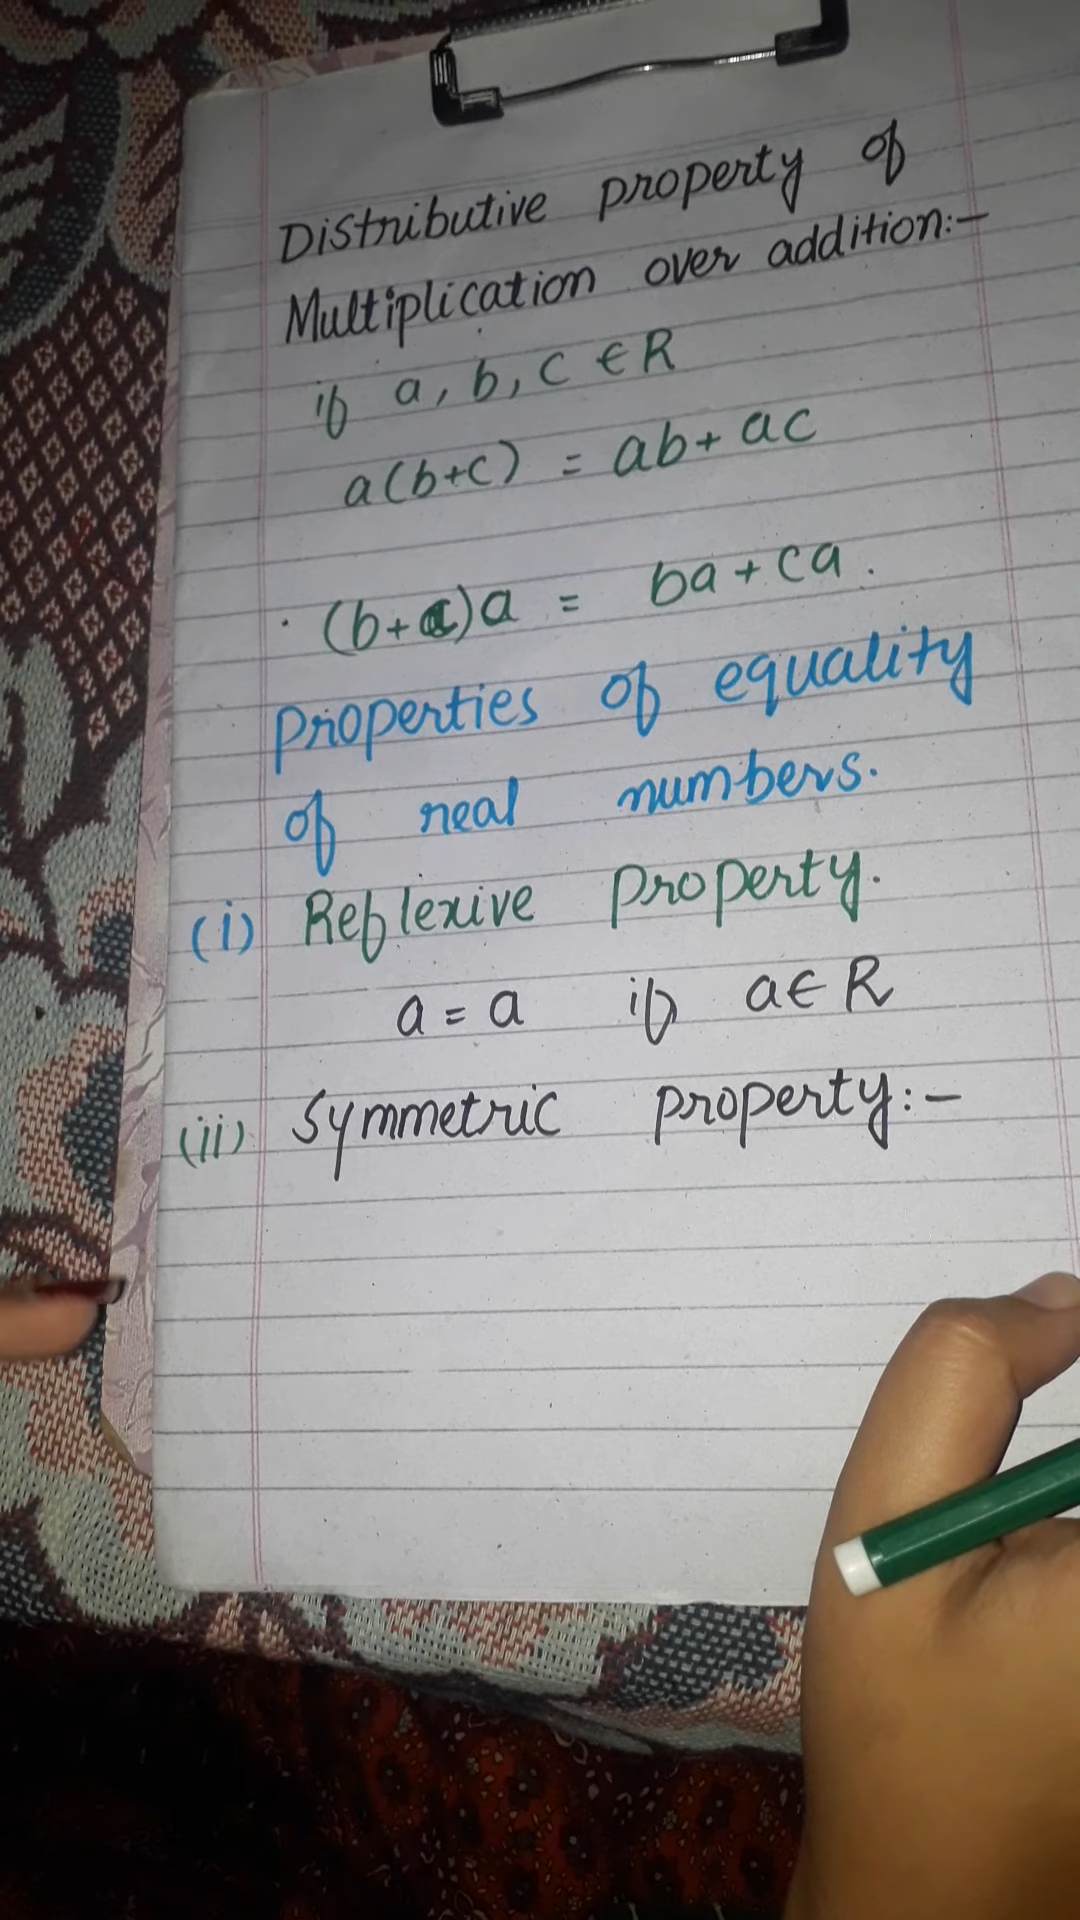 Distributive property of
Multiplication over addition:-
if a, b, c ∈ R
a(b+c) = ab+ ac
· (b+c)a = ba + ca.
properties of equality
of real numbers.
(i) Reflexive property.
a = a if a ∈ R
(ii) Symmetric property:-